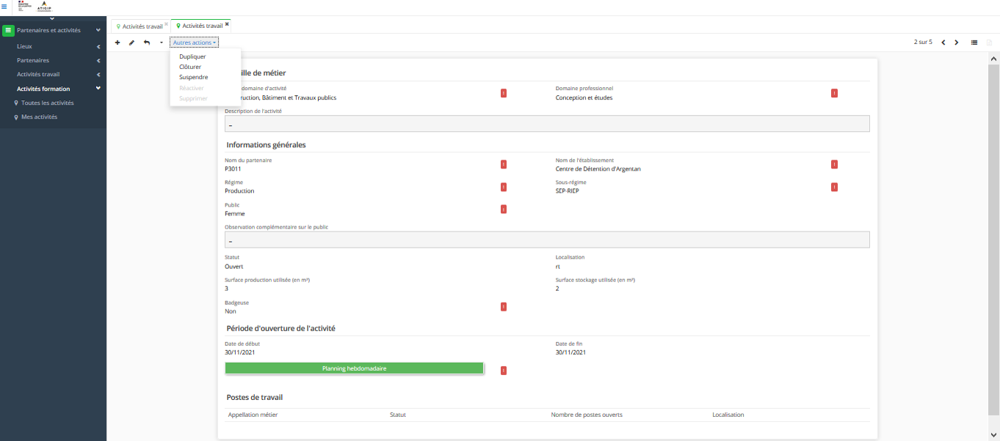 ATIGIP
Partenaires et activités
Lieux
Partenaires
Activités travail
Activités formation
Toutes les activités
Mes activités
Activités travail
Activités travail
Autres actions
2 sur 5
Dupliquer
Clôturer
Suspendre
Réactiver
Supprimer
ille de métier
domaine d'activité
Domaine professionnel
ruction, Bâtiment et Travaux publics
Conception et études
Description de l'activité
–
Informations générales
Nom du partenaire
Nom de l'établissement
P3011
Centre de Détention d'Argentan
Régime
Sous-régime
Production
SEP-RIEP
Public
Femme
Observation complémentaire sur le public
–
Statut
Localisation
Ouvert
rt
Surface production utilisée (en m²)
Surface stockage utilisée (en m²)
3
2
Badgeuse
Non
Période d'ouverture de l'activité
Date de début
Date de fin
30/11/2021
30/11/2021
Planning hebdomadaire
Postes de travail
Appellation métier
Statut
Nombre de postes ouverts
Localisation